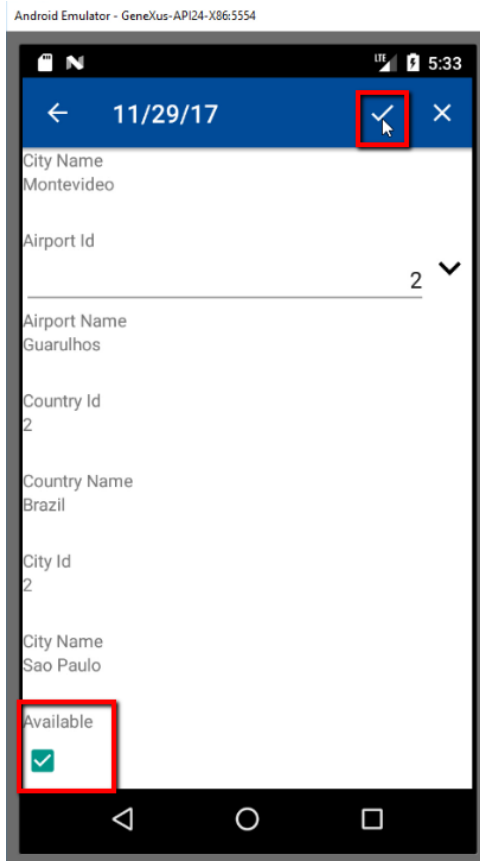 Android Emulator - GeneXus-API24-X86:5554
LTE 5:33
11/29/17
City Name
Montevideo
Airport Id
2
Airport Name
Guarulhos
Country Id
2
Country Name
Brazil
City Id
2
City Name
Sao Paulo
Available